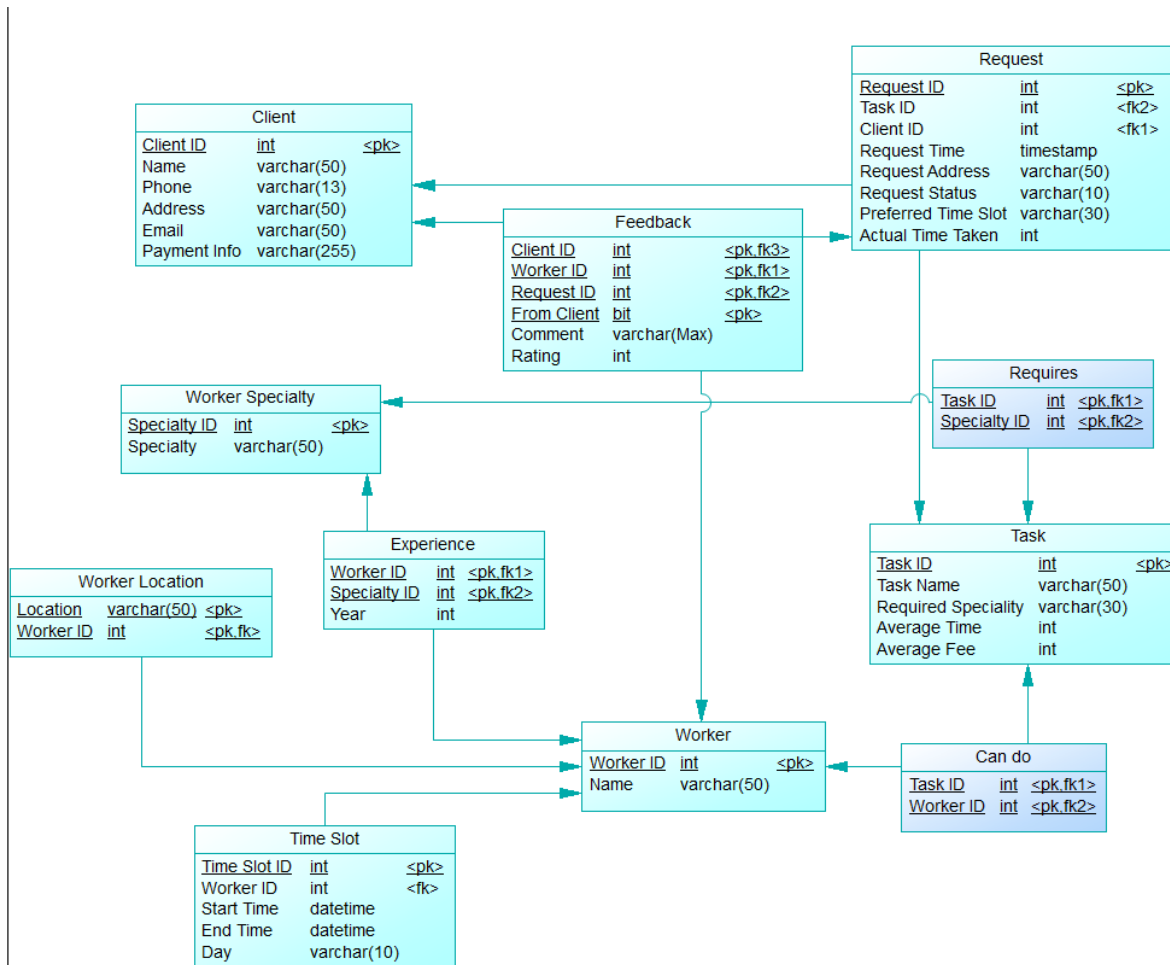 Request
Request ID int <pk>
Task ID int <fk2>
Client ID int <fk1>
Request Time timestamp
Request Address varchar(50)
Request Status varchar(10)
Preferred Time Slot varchar(30)
Actual Time Taken int
Client
Client ID int <pk>
Name varchar(50)
Phone varchar(13)
Address varchar(50)
Email varchar(50)
Payment Info varchar(255)
Feedback
Client ID int <pk,fk3>
Worker ID int <pk,fk1>
Request ID int <pk,fk2>
From Client bit <pk>
Comment varchar(Max)
Rating int
Requires
Task ID int <pk,fk1>
Specialty ID int <pk,fk2>
Worker Specialty
Specialty ID int <pk>
Specialty varchar(50)
Experience
Worker ID int <pk,fk1>
Specialty ID int <pk,fk2>
Year int
Task
Task ID int <pk>
Task Name varchar(50)
Required Speciality varchar(30)
Average Time int
Average Fee int
Worker Location
Location varchar(50) <pk>
Worker ID int <pk,fk>
Worker
Worker ID int <pk>
Name varchar(50)
Can do
Task ID int <pk,fk1>
Worker ID int <pk,fk2>
Time Slot
Time Slot ID int <pk>
Worker ID int <fk>
Start Time datetime
End Time datetime
Day varchar(10)